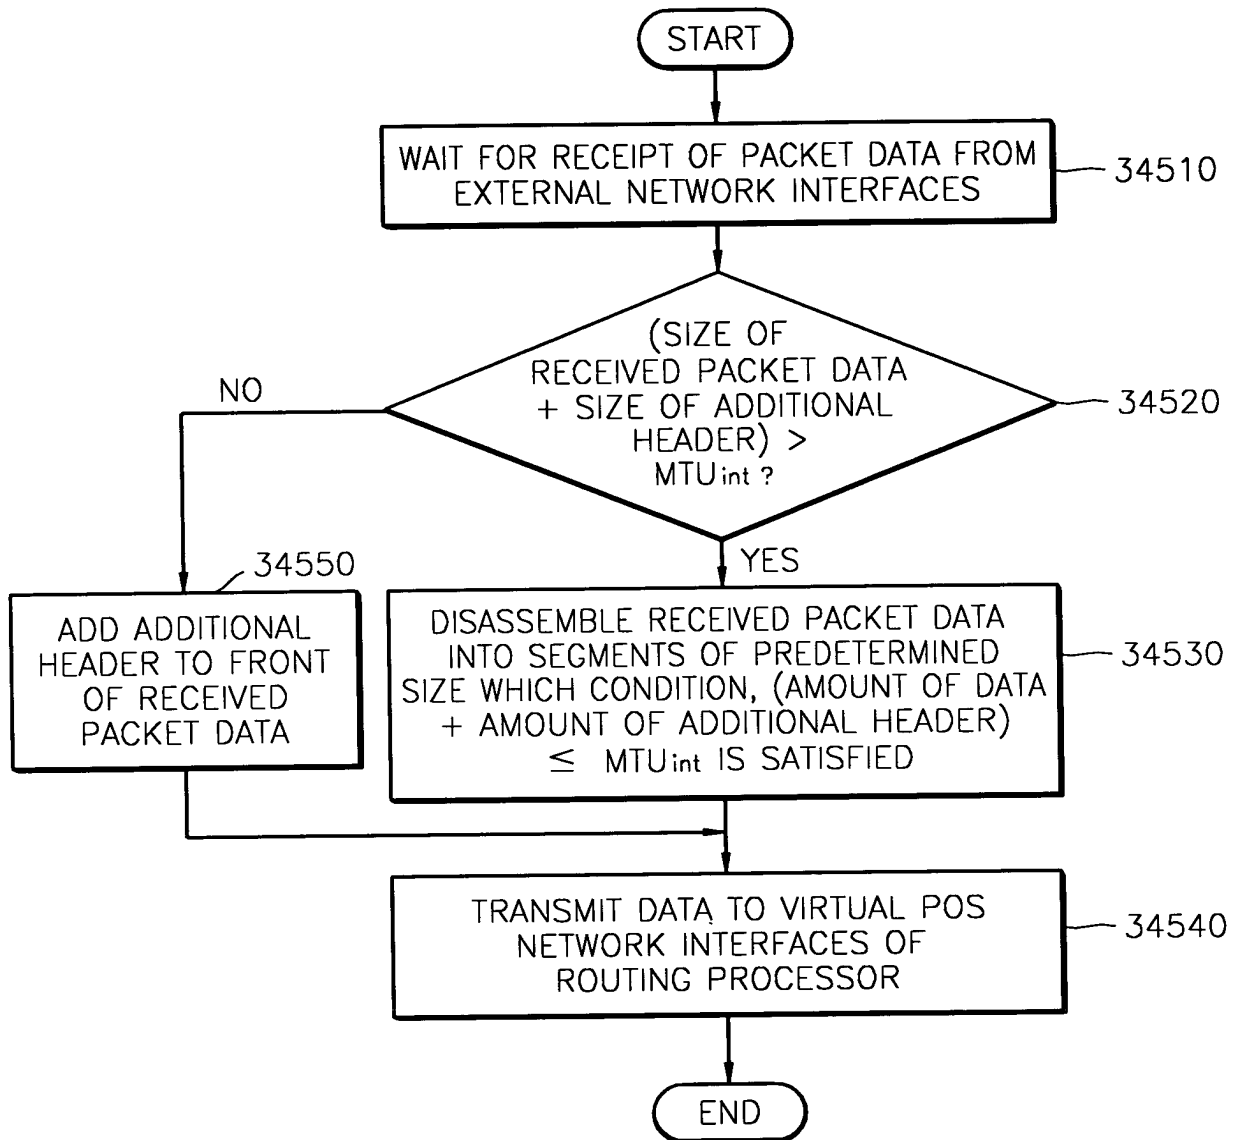 START
WAIT FOR RECEIPT OF PACKET DATA FROM
EXTERNAL NETWORK INTERFACES
34510
(SIZE OF
RECEIVED PACKET DATA
+ SIZE OF ADDITIONAL
HEADER) >
MTUint ?
34520
NO
YES
34550
ADD ADDITIONAL
HEADER TO FRONT
OF RECEIVED
PACKET DATA
DISASSEMBLE RECEIVED PACKET DATA
INTO SEGMENTS OF PREDETERMINED
SIZE WHICH CONDITION, (AMOUNT OF DATA
+ AMOUNT OF ADDITIONAL HEADER)
≤ MTUint IS SATISFIED
34530
TRANSMIT DATA TO VIRTUAL POS
NETWORK INTERFACES OF
ROUTING PROCESSOR
34540
END